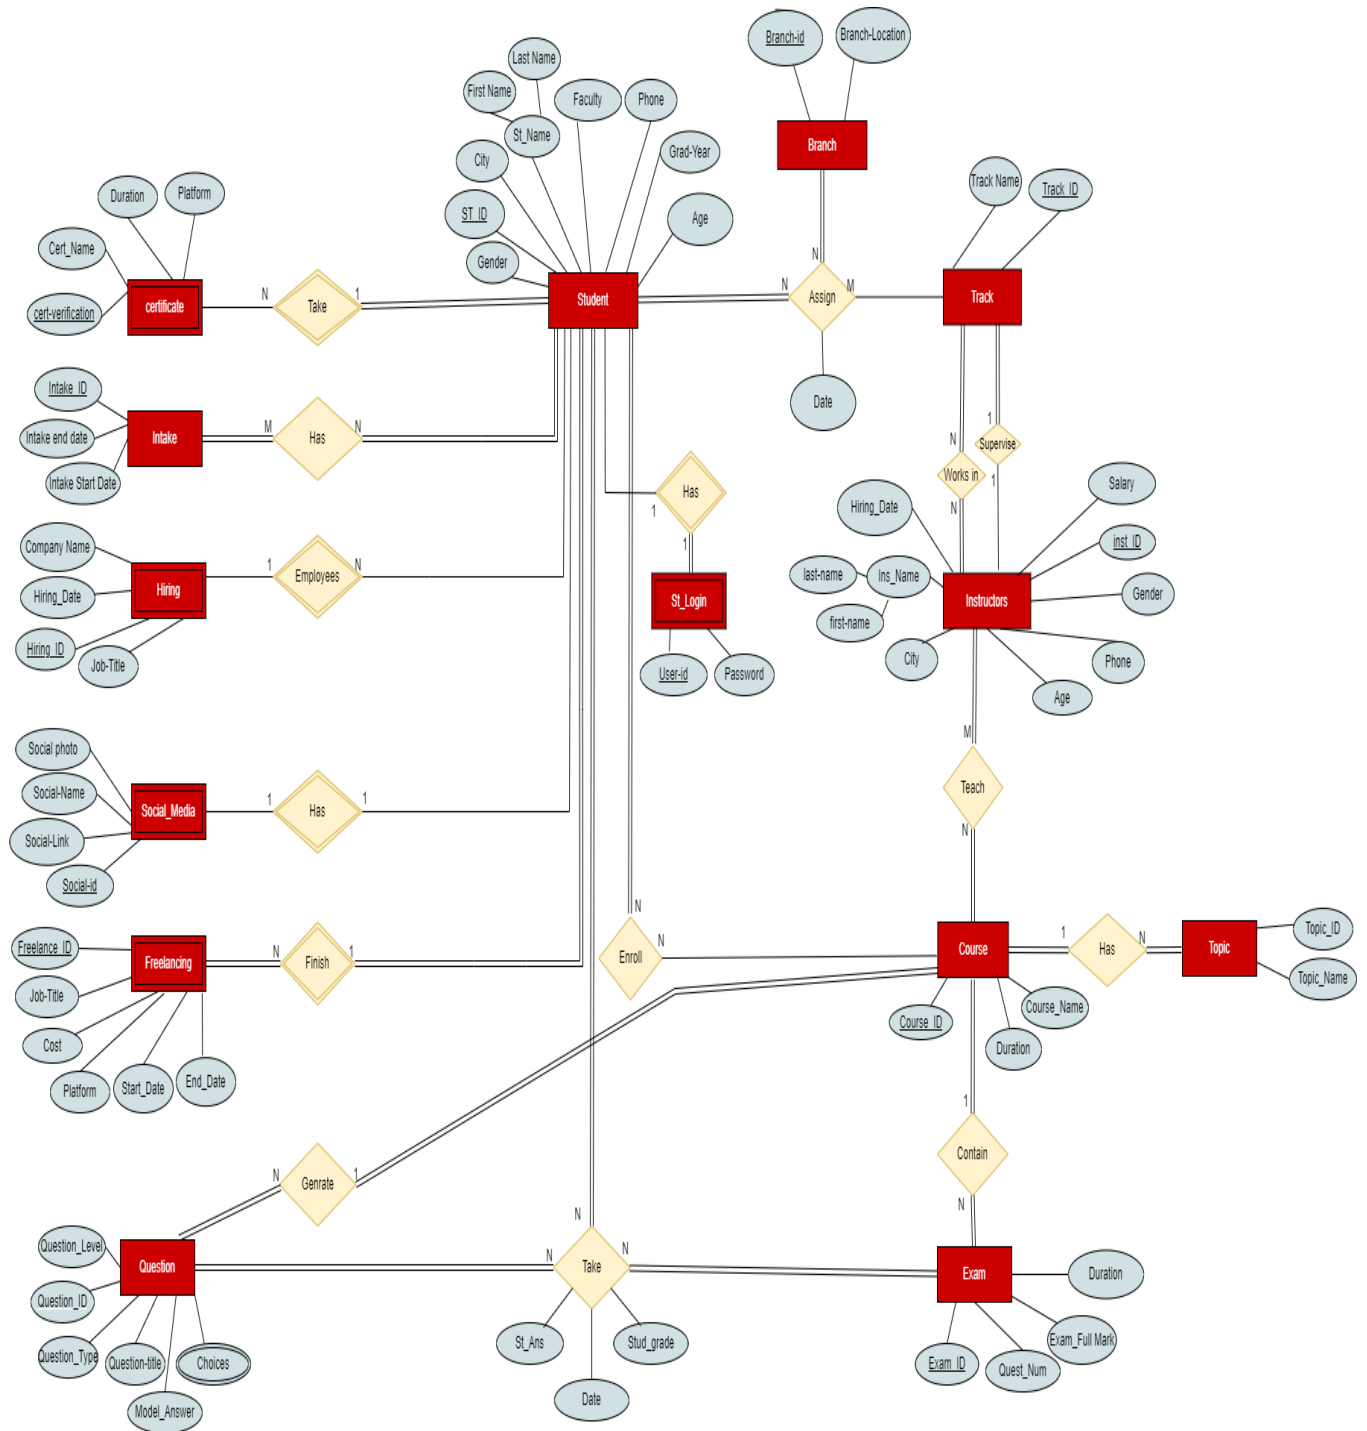 Branch-id
Branch-Location
Last Name
First Name
Faculty
Phone
St_Name
Branch
City
Grad-Year
Track Name
Track_ID
Duration
Platform
ST_ID
Age
Cert_Name
Gender
N
N
1
N
M
certificate
Take
Student
Assign
Track
cert-verification
Intake_ID
Date
Intake end date
Intake
M
Has
N
N
1
Supervise
Intake Start Date
Works in
1
Salary
Has
Hiring_Date
N
1
Company Name
inst_ID
1
1
Employees
N
last-name
Ins_Name
Hiring
Hiring_Date
St_Login
Instructors
Gender
first-name
Hiring_ID
Job-Title
User-id
Password
City
Phone
Age
M
Social photo
Social-Name
Teach
1
Has
1
Social_Media
N
Social-Link
Social-id
N
Topic_ID
Freelance_ID
N
1
N
1
N
Freelancing
Finish
Enroll
Course
Has
Topic
Topic_Name
Job-Title
Course_Name
Course_ID
Cost
Duration
Platform
Start_Date
End_Date
1
Contain
N
1
Genrate
N
N
Question_Level
N
N
Question
Take
Exam
Duration
Question_ID
St_Ans
Stud_grade
Exam_Full Mark
Question_Type
Question-title
Choices
Exam_ID
Quest_Num
Date
Model_Answer